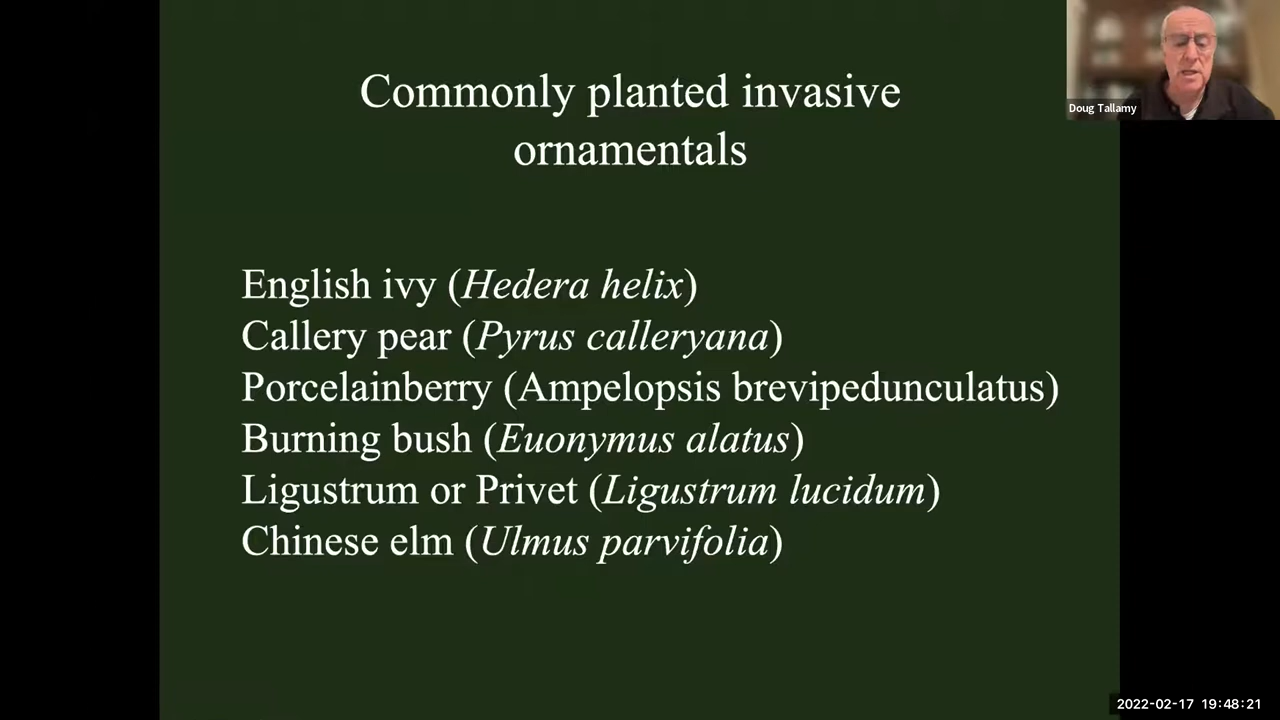 Commonly planted invasive
ornamentals
Doug Tallamy
English ivy (Hedera helix)
Callery pear (Pyrus calleryana)
Porcelainberry (Ampelopsis brevipedunculatus)
Burning bush (Euonymus alatus)
Ligustrum or Privet (Ligustrum lucidum)
Chinese elm (Ulmus parvifolia)
2022-02-17 19:48:21